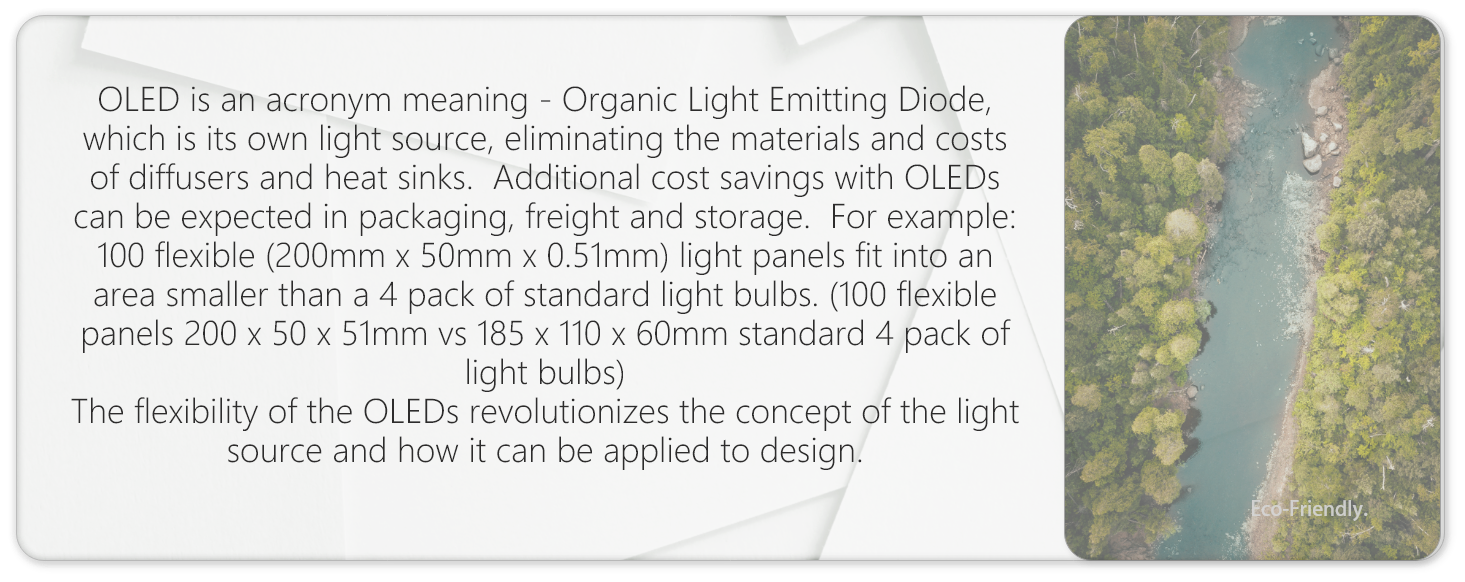 OLED is an acronym meaning - Organic Light Emitting Diode,
which is its own light source, eliminating the materials and costs
of diffusers and heat sinks.  Additional cost savings with OLEDs
can be expected in packaging, freight and storage.  For example:
100 flexible (200mm x 50mm x 0.51mm) light panels fit into an
area smaller than a 4 pack of standard light bulbs. (100 flexible
panels 200 x 50 x 51mm vs 185 x 110 x 60mm standard 4 pack of
light bulbs)
The flexibility of the OLEDs revolutionizes the concept of the light
source and how it can be applied to design.
Eco-Friendly.